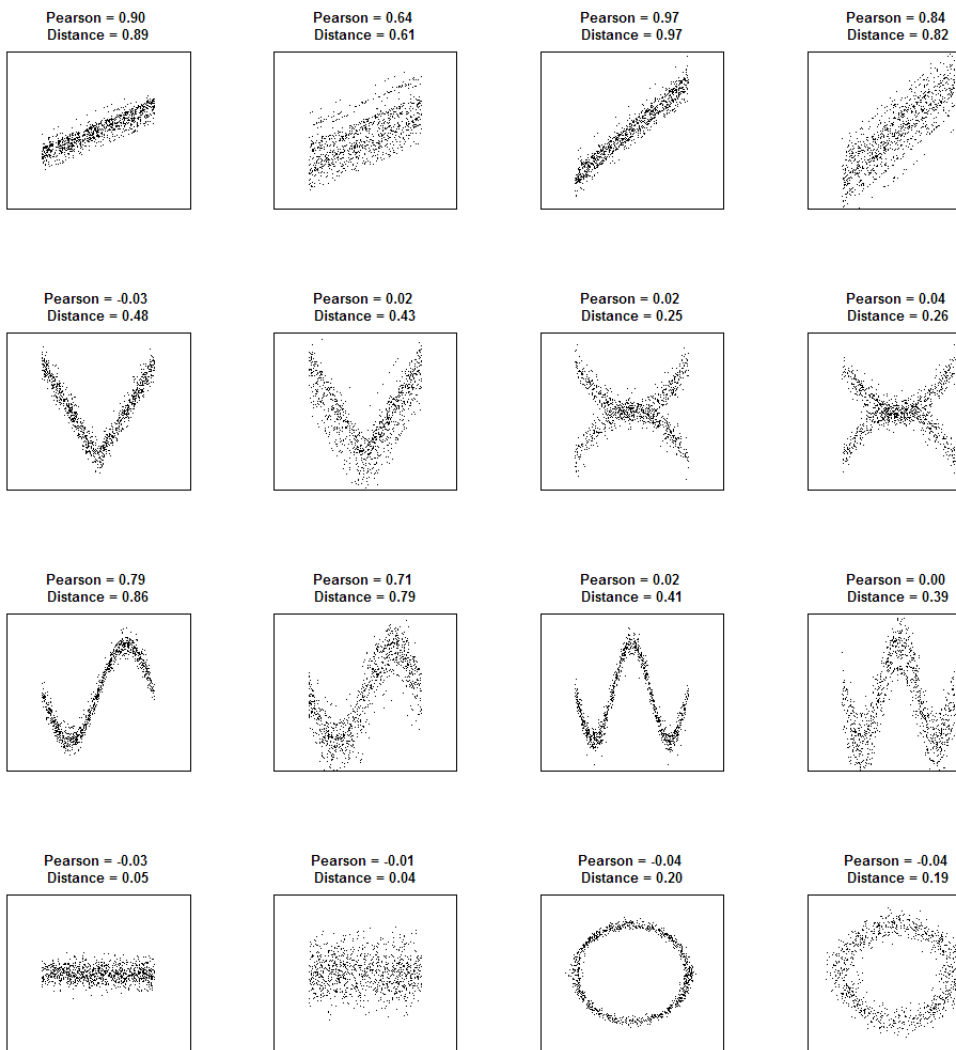 Pearson = 0.90
Distance = 0.89
Pearson = 0.64
Distance = 0.61
Pearson = 0.97
Distance = 0.97
Pearson = 0.84
Distance = 0.82
Pearson = -0.03
Distance = 0.48
Pearson = 0.02
Distance = 0.43
Pearson = 0.02
Distance = 0.25
Pearson = 0.04
Distance = 0.26
Pearson = 0.79
Distance = 0.86
Pearson = 0.71
Distance = 0.79
Pearson = 0.02
Distance = 0.41
Pearson = 0.00
Distance = 0.39
Pearson = -0.03
Distance = 0.05
Pearson = -0.01
Distance = 0.04
Pearson = -0.04
Distance = 0.20
Pearson = -0.04
Distance = 0.19